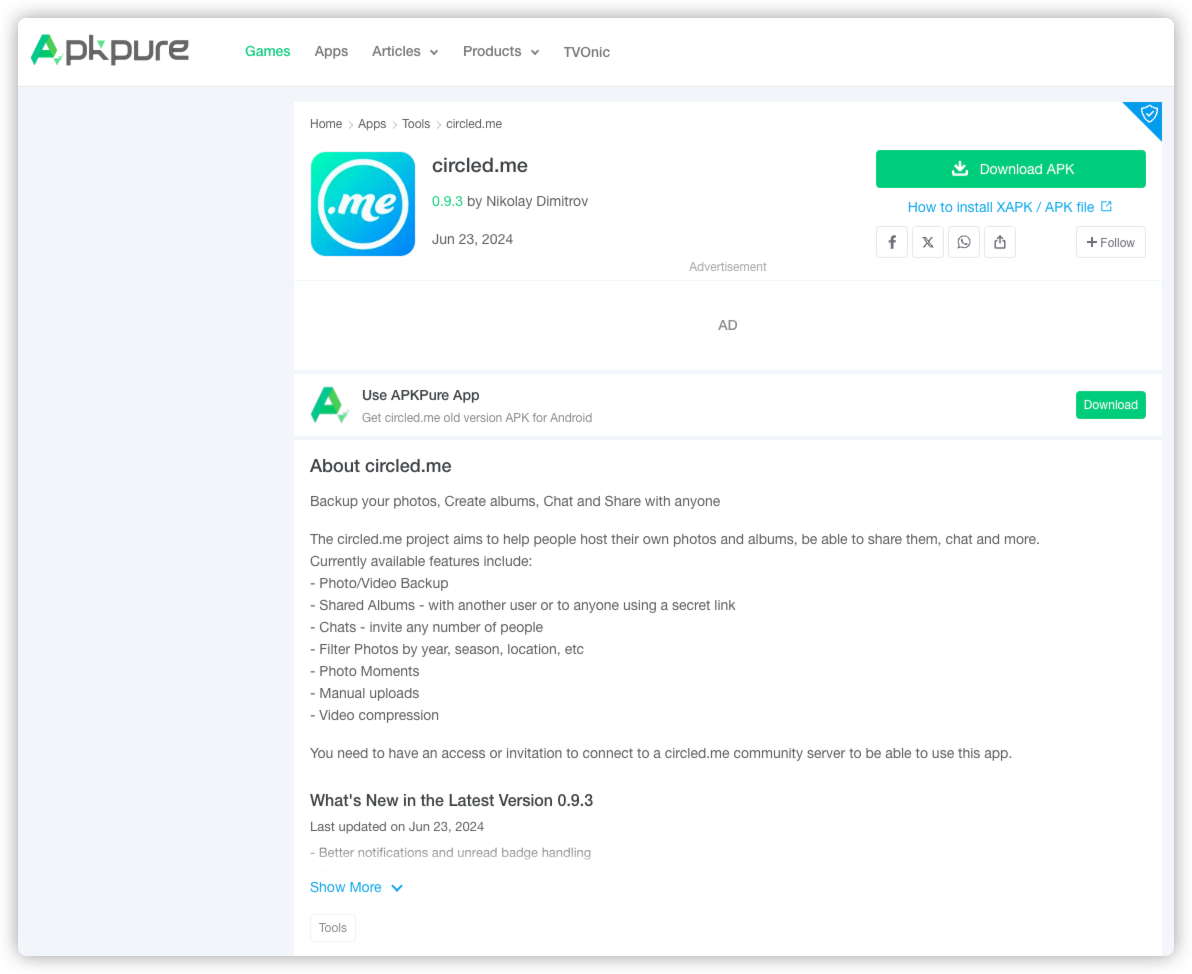 Apkpure
Games Apps Articles Products TVOnic
Home > Apps > Tools > circled.me
.me
circled.me
0.9.3 by Nikolay Dimitrov
Jun 23, 2024
Download APK
How to install XAPK / APK file
+ Follow
Advertisement
AD
Use APKPure App
Get circled.me old version APK for Android
Download
About circled.me
Backup your photos, Create albums, Chat and Share with anyone
The circled.me project aims to help people host their own photos and albums, be able to share them, chat and more.
Currently available features include:
- Photo/Video Backup
- Shared Albums - with another user or to anyone using a secret link
- Chats - invite any number of people
- Filter Photos by year, season, location, etc
- Photo Moments
- Manual uploads
- Video compression
You need to have an access or invitation to connect to a circled.me community server to be able to use this app.
What's New in the Latest Version 0.9.3
Last updated on Jun 23, 2024
- Better notifications and unread badge handling
Show More
Tools